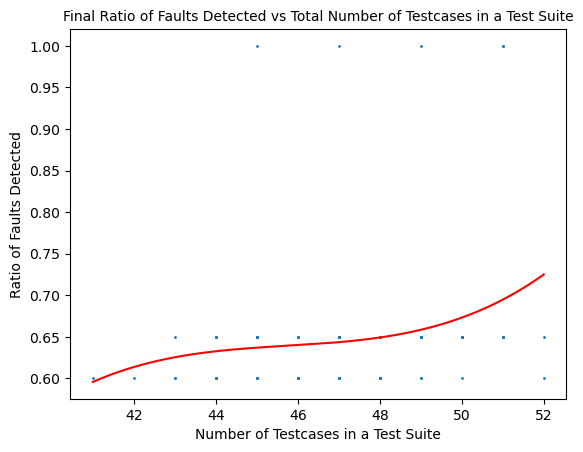 Final Ratio of Faults Detected vs Total Number of Testcases in a Test Suite
1.00
0.95
0.90
0.85
0.80
0.75
0.70
0.65
0.60
Ratio of Faults Detected
42 44 46 48 50 52
Number of Testcases in a Test Suite